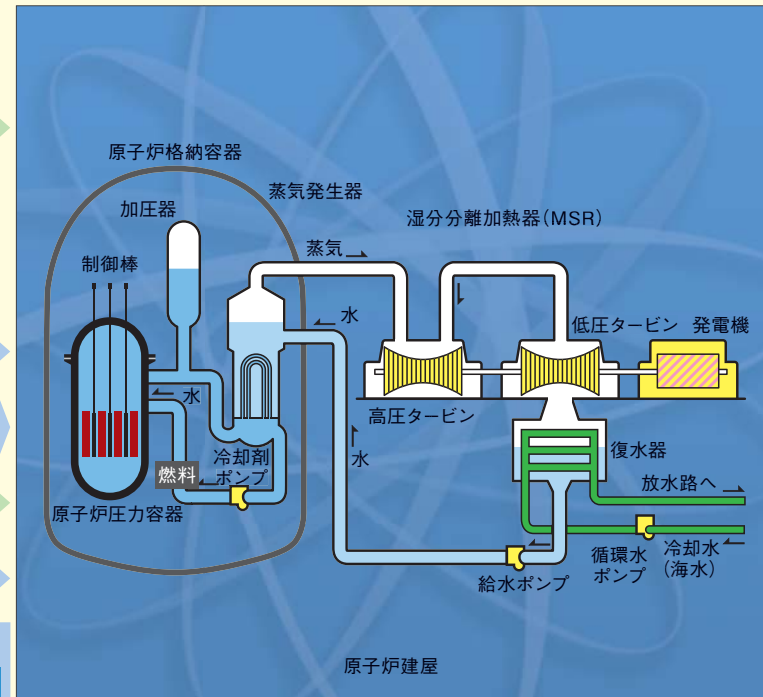 原子炉格納容器
蒸気発生器
加圧器
湿分分離加熱器(MSR)
蒸気
制御棒
水
低圧タービン
発電機
水
高圧タービン
冷却剤
ポンプ
水
復水器
燃料
放水路へ
原子炉圧力容器
循環水
ポンプ
冷却水
(海水)
給水ポンプ
原子炉建屋